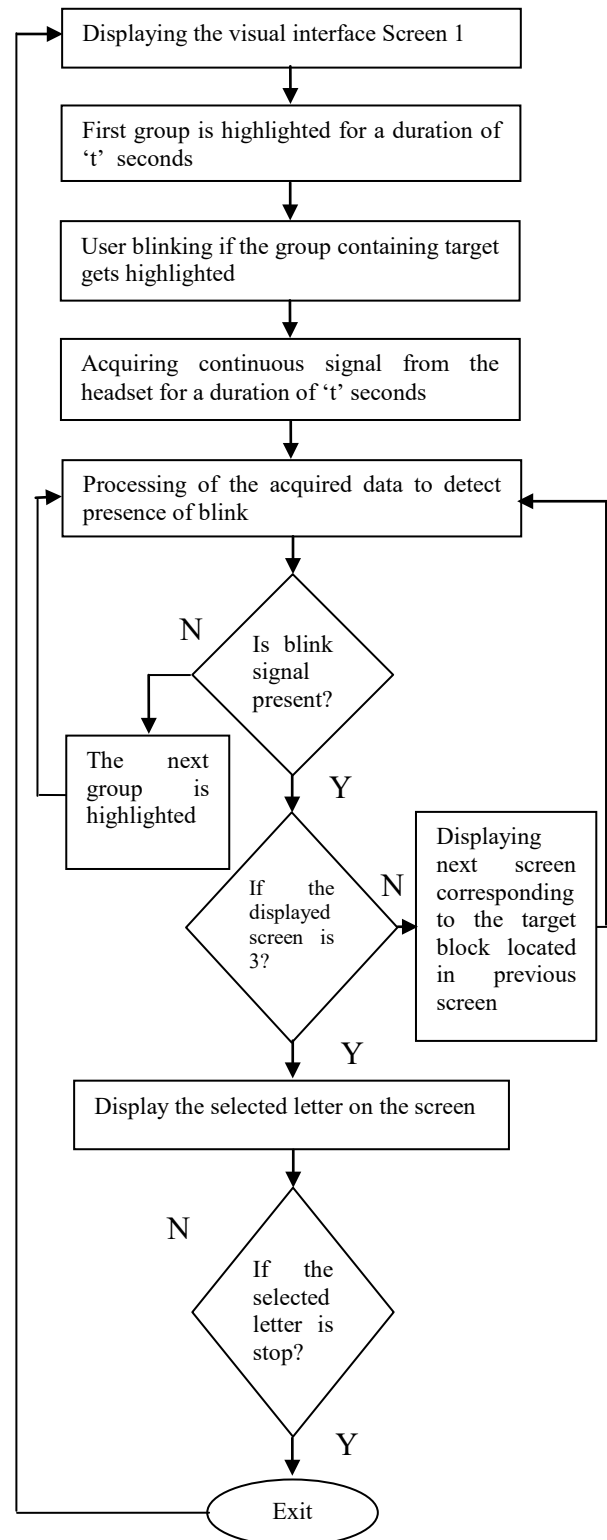 Displaying the visual interface Screen 1
First group is highlighted for a duration of
‘t’ seconds
User blinking if the group containing target
gets highlighted
Acquiring continuous signal from the
headset for a duration of ‘t’ seconds
Processing of the acquired data to detect
presence of blink
N
Is blink
signal
present?
The next
group is
highlighted
Y
If the
displayed
screen is
3?
N
Displaying
next screen
corresponding
to the target
block located
in previous
screen
Y
Display the selected letter on the screen
N
If the
selected
letter is
stop?
Y
Exit